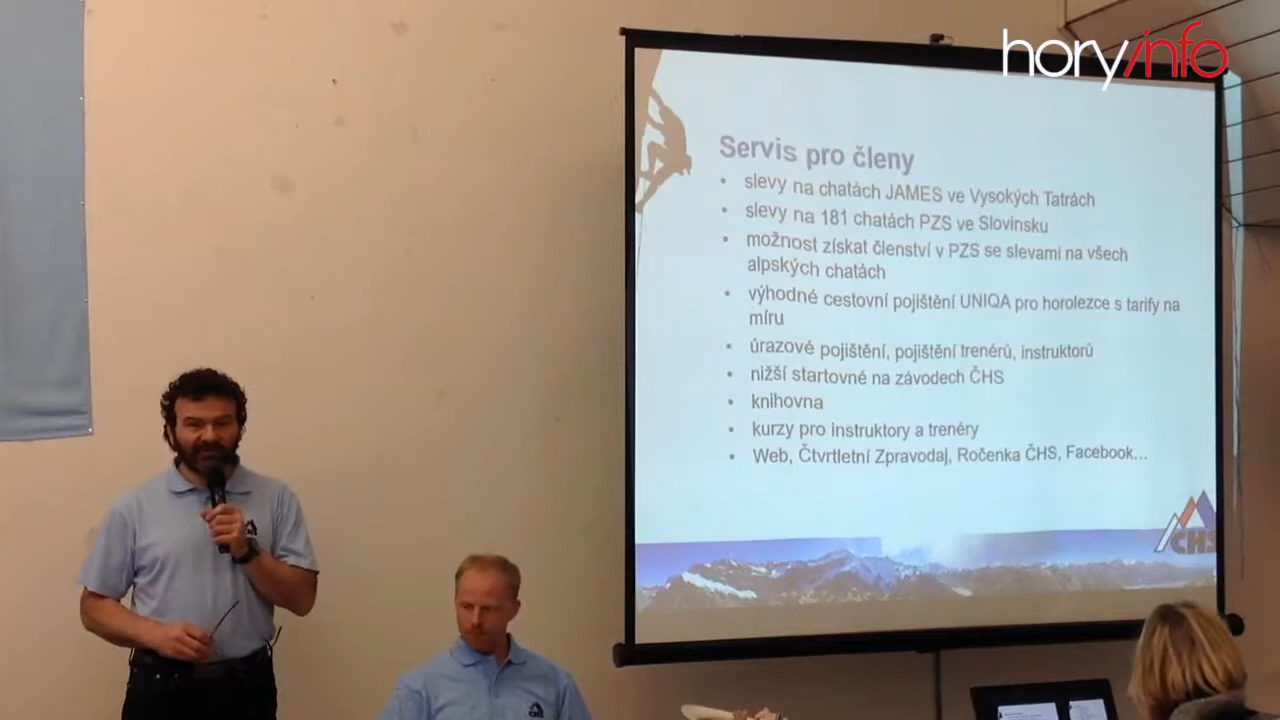 hory/info
Servis pro členy
• slevy na chatách JAMES ve Vysokých Tatrách
• slevy na 181 chatách PZS ve Slovinsku
• možnost získat členství v PZS se slevami na všech
alpských chatách
• výhodné cestovní pojištění UNIQA pro horolezce s tarify na
míru
• úrazové pojištění, pojištění trenérů, instruktorů
• nižší startovné na závodech ČHS
• knihovna
• kurzy pro instruktory a trenéry
• Web, Čtvrtletní Zpravodaj, Ročenka ČHS, Facebook...
ČHS